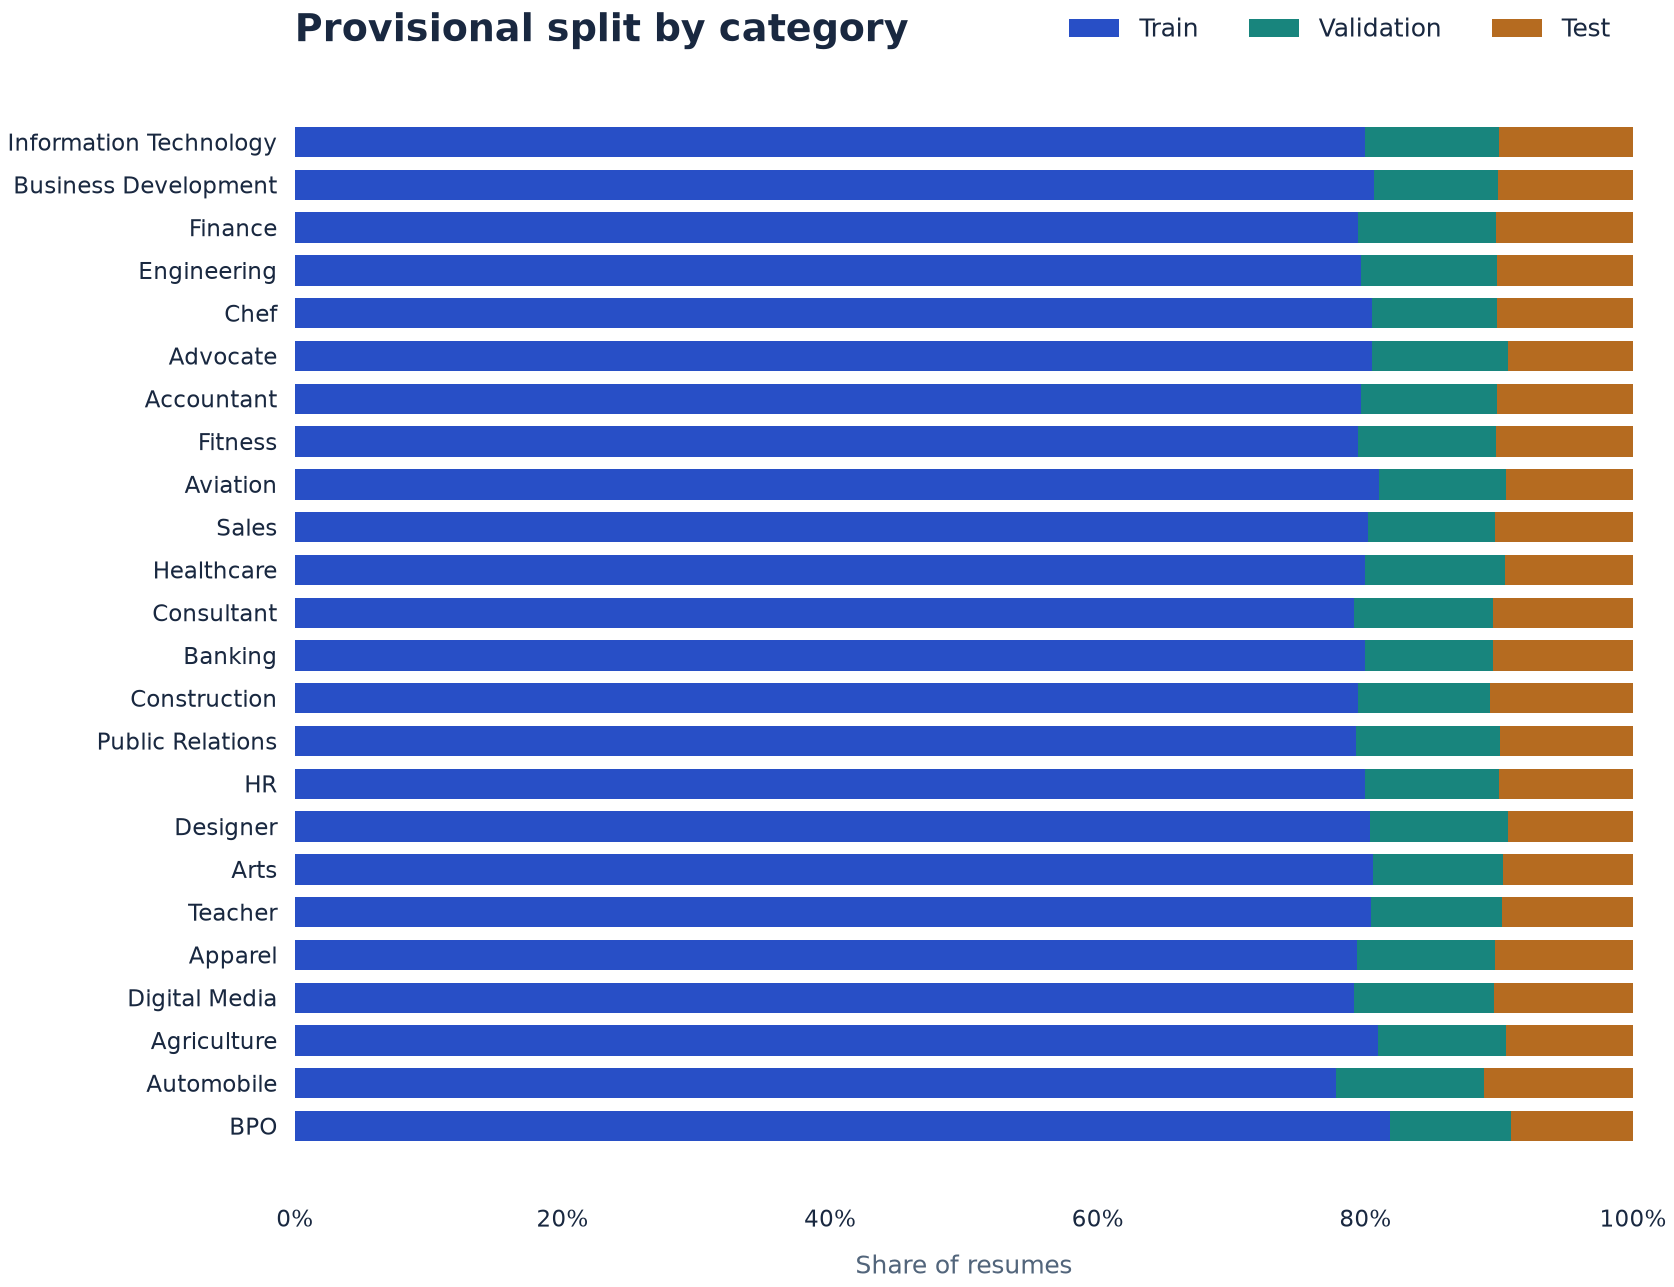 Provisional split by category
Train
Validation
Test
Information Technology
Business Development
Finance
Engineering
Chef
Advocate
Accountant
Fitness
Aviation
Sales
Healthcare
Consultant
Banking
Construction
Public Relations
HR
Designer
Arts
Teacher
Apparel
Digital Media
Agriculture
Automobile
BPO
0% 20% 40% 60% 80% 100%
Share of resumes